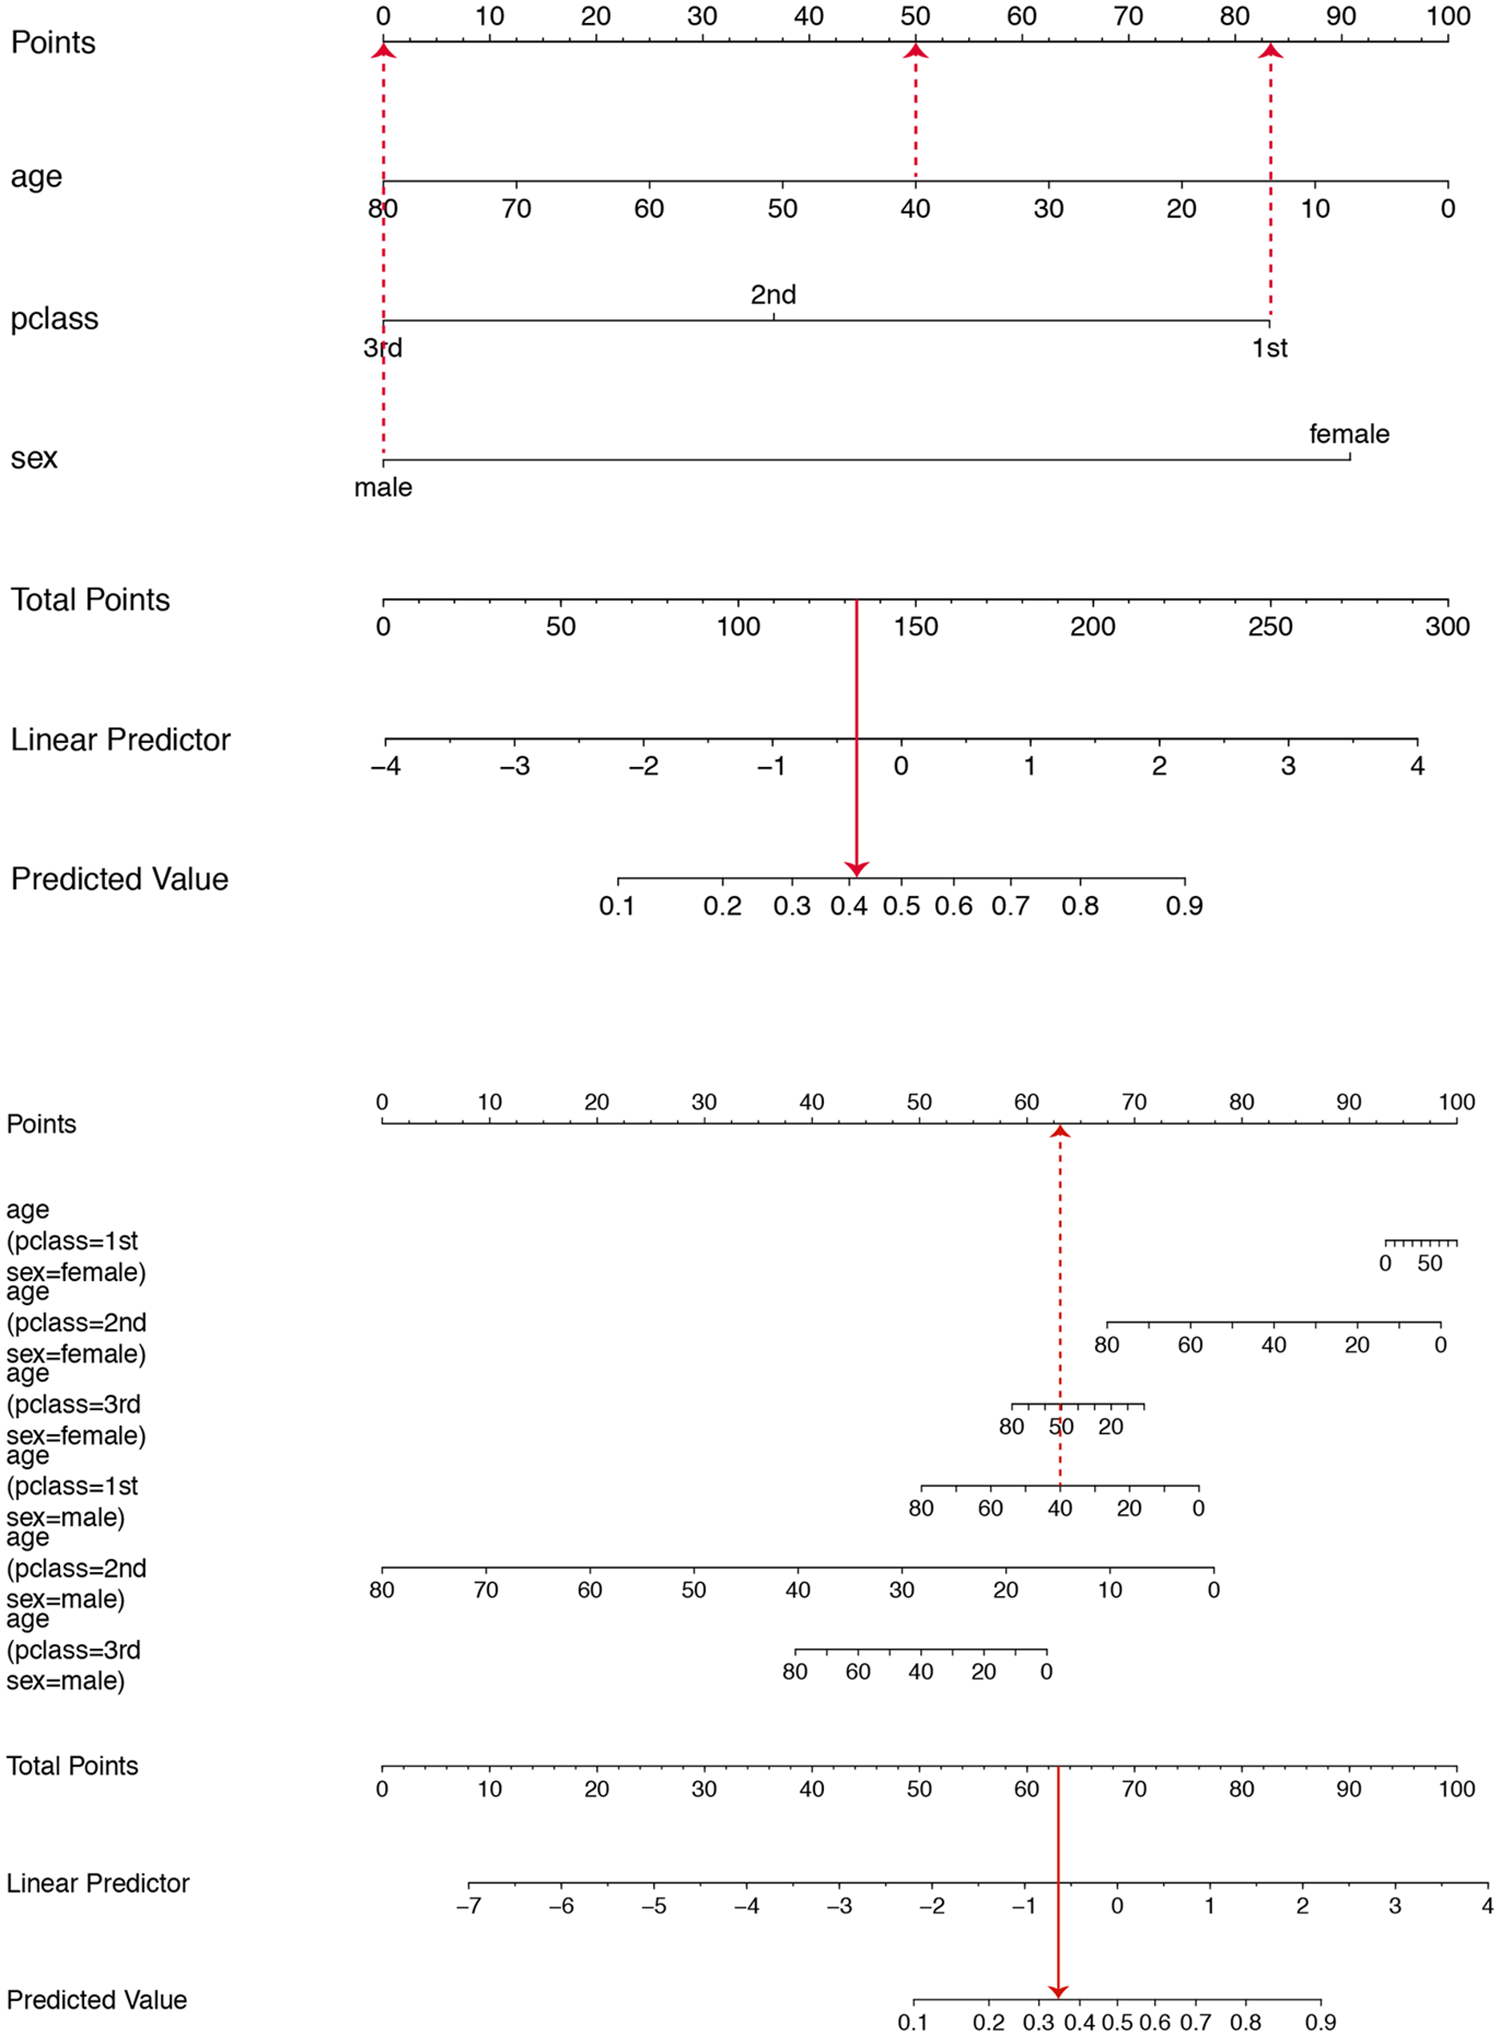 0 10 20 30 40 50 60 70 80 90 100
Points
age
80 70 60 50 40 30 20 10 0
2nd
pclass
3rd 1st
female
sex
male
Total Points
0 50 100 150 200 250 300
Linear Predictor
−4 −3 −2 −1 0 1 2 3 4
Predicted Value
0.1 0.2 0.3 0.4 0.5 0.6 0.7 0.8 0.9
0 10 20 30 40 50 60 70 80 90 100
Points
age
(pclass=1st
0 50
sex=female)
age
(pclass=2nd
80 60 40 20 0
sex=female)
age
(pclass=3rd
80 50 20
sex=female)
age
(pclass=1st
80 60 40 20 0
sex=male)
age
(pclass=2nd
80 70 60 50 40 30 20 10 0
sex=male)
age
(pclass=3rd
80 60 40 20 0
sex=male)
Total Points
0 10 20 30 40 50 60 70 80 90 100
Linear Predictor
−7 −6 −5 −4 −3 −2 −1 0 1 2 3 4
Predicted Value
0.1 0.2 0.3 0.4 0.5 0.6 0.7 0.8 0.9